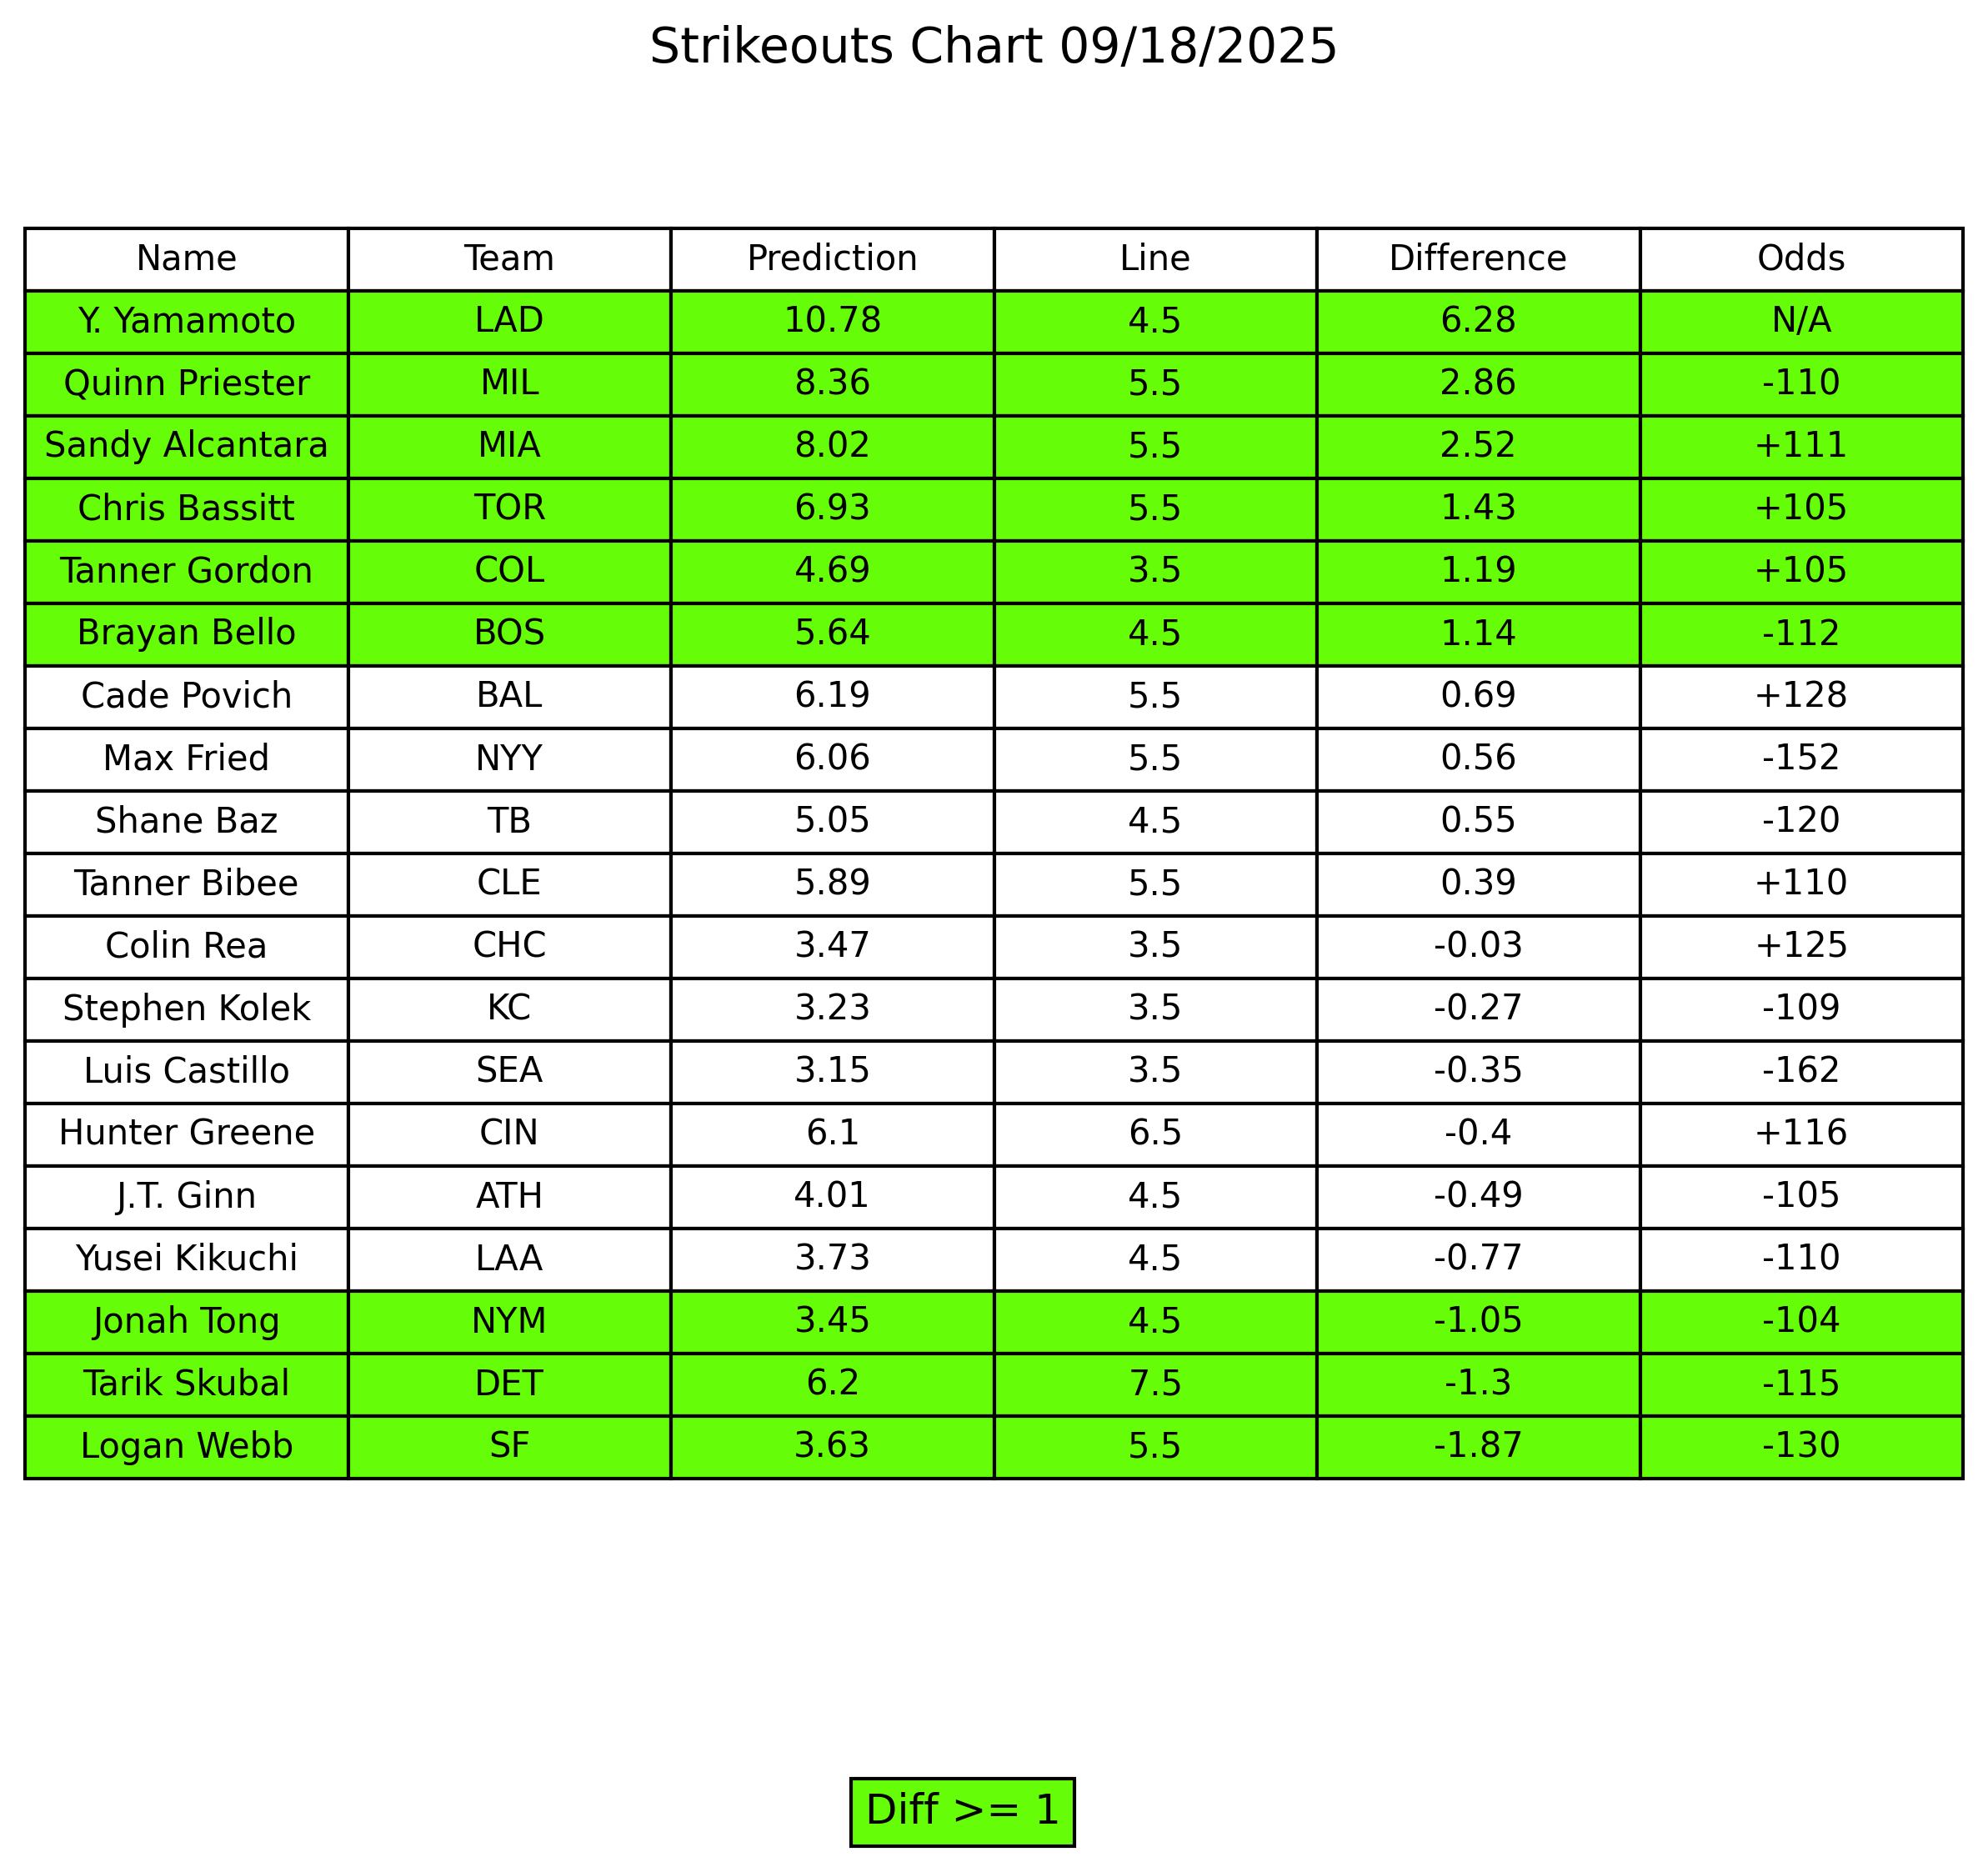 Strikeouts Chart 09/18/2025
Name Team Prediction Line Difference Odds
Y. Yamamoto LAD 10.78 4.5 6.28 N/A
Quinn Priester MIL 8.36 5.5 2.86 -110
Sandy Alcantara MIA 8.02 5.5 2.52 +111
Chris Bassitt TOR 6.93 5.5 1.43 +105
Tanner Gordon COL 4.69 3.5 1.19 +105
Brayan Bello BOS 5.64 4.5 1.14 -112
Cade Povich BAL 6.19 5.5 0.69 +128
Max Fried NYY 6.06 5.5 0.56 -152
Shane Baz TB 5.05 4.5 0.55 -120
Tanner Bibee CLE 5.89 5.5 0.39 +110
Colin Rea CHC 3.47 3.5 -0.03 +125
Stephen Kolek KC 3.23 3.5 -0.27 -109
Luis Castillo SEA 3.15 3.5 -0.35 -162
Hunter Greene CIN 6.1 6.5 -0.4 +116
J.T. Ginn ATH 4.01 4.5 -0.49 -105
Yusei Kikuchi LAA 3.73 4.5 -0.77 -110
Jonah Tong NYM 3.45 4.5 -1.05 -104
Tarik Skubal DET 6.2 7.5 -1.3 -115
Logan Webb SF 3.63 5.5 -1.87 -130
Diff >= 1